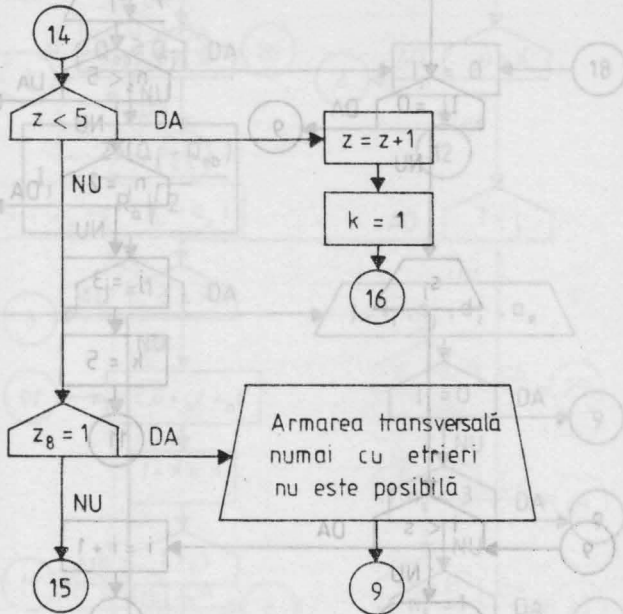 14
z < 5
DA
z = z+1
NU
k = 1
16
z₈ = 1
DA
Armarea transversală
numai cu etrieri
nu este posibilă
NU
15
9